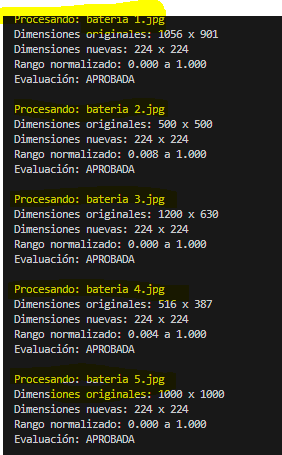 Procesando: bateria 1.jpg
Dimensiones originales: 1056 x 901
Dimensiones nuevas: 224 x 224
Rango normalizado: 0.000 a 1.000
Evaluación: APROBADA
Procesando: bateria 2.jpg
Dimensiones originales: 500 x 500
Dimensiones nuevas: 224 x 224
Rango normalizado: 0.008 a 1.000
Evaluación: APROBADA
Procesando: bateria 3.jpg
Dimensiones originales: 1200 x 630
Dimensiones nuevas: 224 x 224
Rango normalizado: 0.000 a 1.000
Evaluación: APROBADA
Procesando: bateria 4.jpg
Dimensiones originales: 516 x 387
Dimensiones nuevas: 224 x 224
Rango normalizado: 0.004 a 1.000
Evaluación: APROBADA
Procesando: bateria 5.jpg
Dimensiones originales: 1000 x 1000
Dimensiones nuevas: 224 x 224
Rango normalizado: 0.000 a 1.000
Evaluación: APROBADA